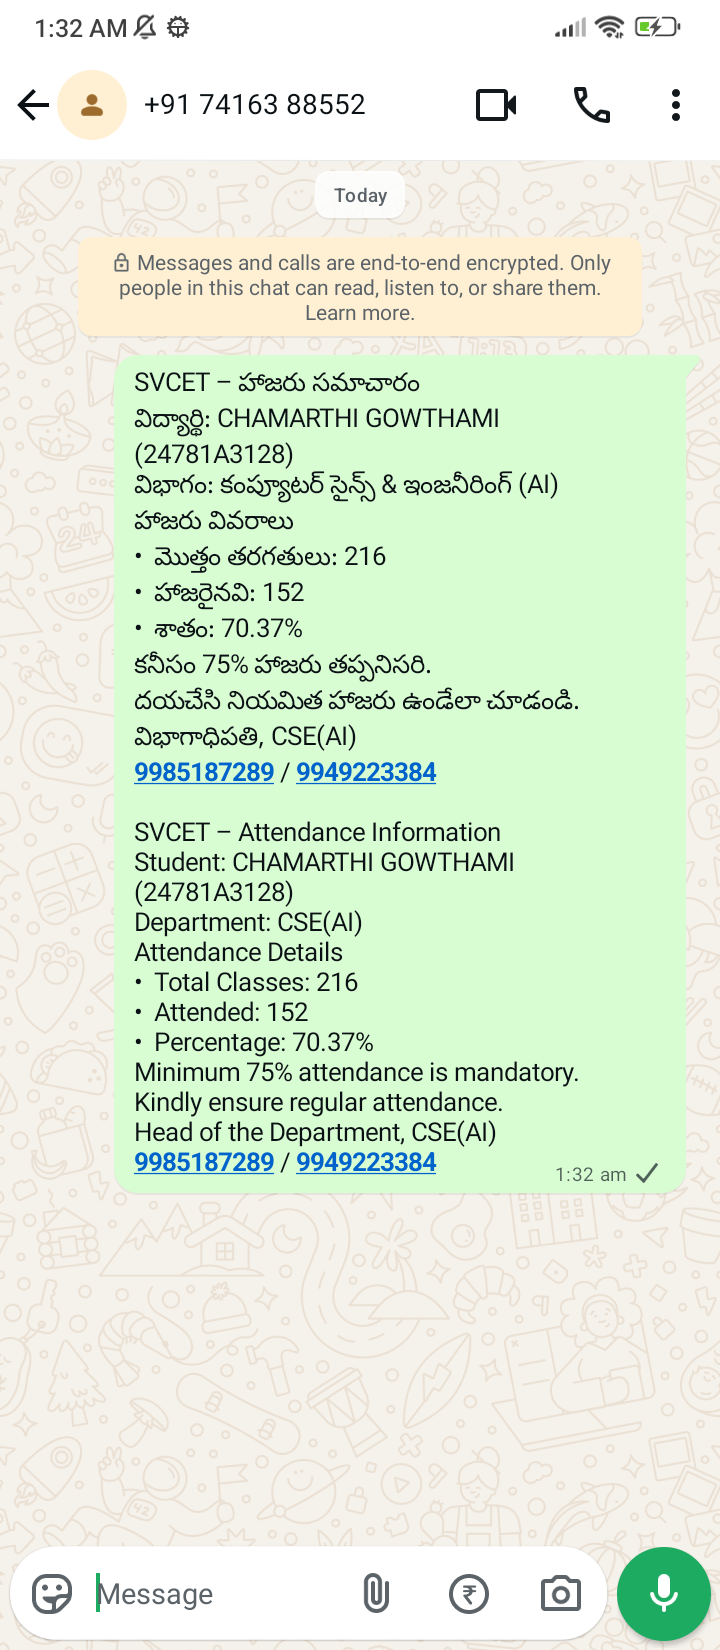 1:32 AM
+91 74163 88552
Today
Messages and calls are end-to-end encrypted. Only
people in this chat can read, listen to, or share them.
Learn more.
SVCET – హాజరు సమాచారం
విద్యార్థి: CHAMARTHI GOWTHAMI
(24781A3128)
విభాగం: కంప్యూటర్ సైన్స్ & ఇంజనీరింగ్ (AI)
హాజరు వివరాలు
• మొత్తం తరగతులు: 216
• హాజరైనవి: 152
• శాతం: 70.37%
కనీసం 75% హాజరు తప్పనిసరి.
దయచేసి నియమిత హాజరు ఉండేలా చూడండి.
విభాగాధిపతి, CSE(AI)
9985187289 / 9949223384
SVCET – Attendance Information
Student: CHAMARTHI GOWTHAMI
(24781A3128)
Department: CSE(AI)
Attendance Details
• Total Classes: 216
• Attended: 152
• Percentage: 70.37%
Minimum 75% attendance is mandatory.
Kindly ensure regular attendance.
Head of the Department, CSE(AI)
9985187289 / 9949223384
1:32 am
Message